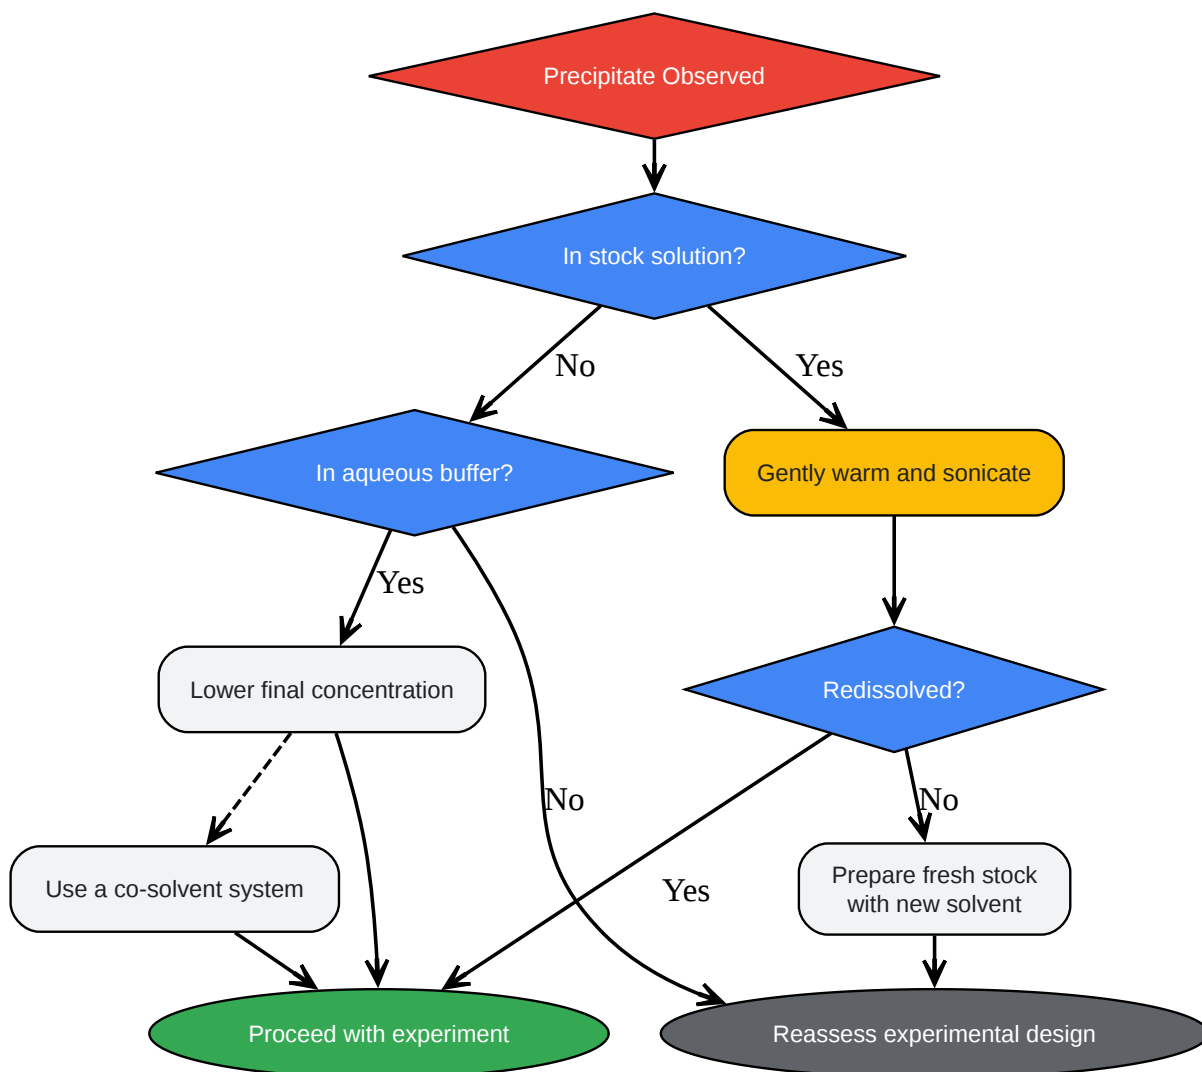 Precipitate Observed
In stock solution?
No
Yes
In aqueous buffer?
Gently warm and sonicate
Yes
Lower final concentration
Redissolved?
No
No
Use a co-solvent system
Yes
Prepare fresh stock
with new solvent
Proceed with experiment
Reassess experimental design